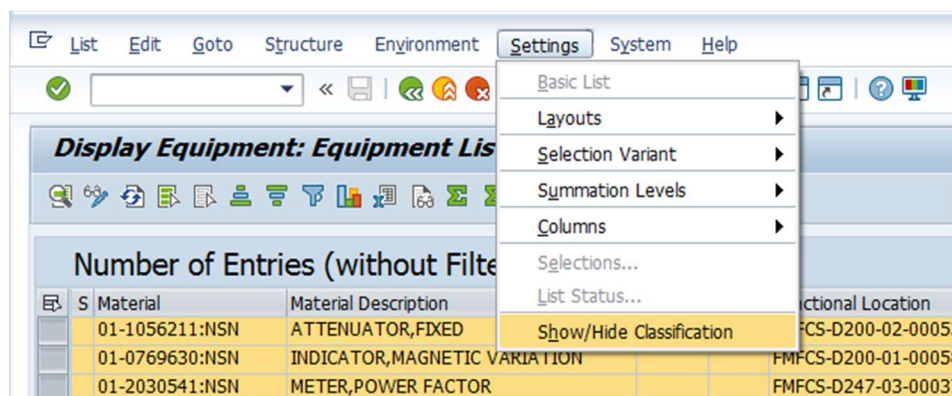 List Edit Goto Structure Environment Settings System Help
Basic List
Layouts
Display Equipment: Equipment Lis
Selection Variant
Summation Levels
Columns
Number of Entries (without Filte
Selections...
List Status...
S Material Material Description ctional Location
Show/Hide Classification
01-1056211:NSN ATTENUATOR,FIXED FMFCS-D200-02-0005
01-0769630:NSN INDICATOR,MAGNETIC VARIATION FMFCS-D200-01-0005
01-2030541:NSN METER,POWER FACTOR FMFCS-D247-03-0003